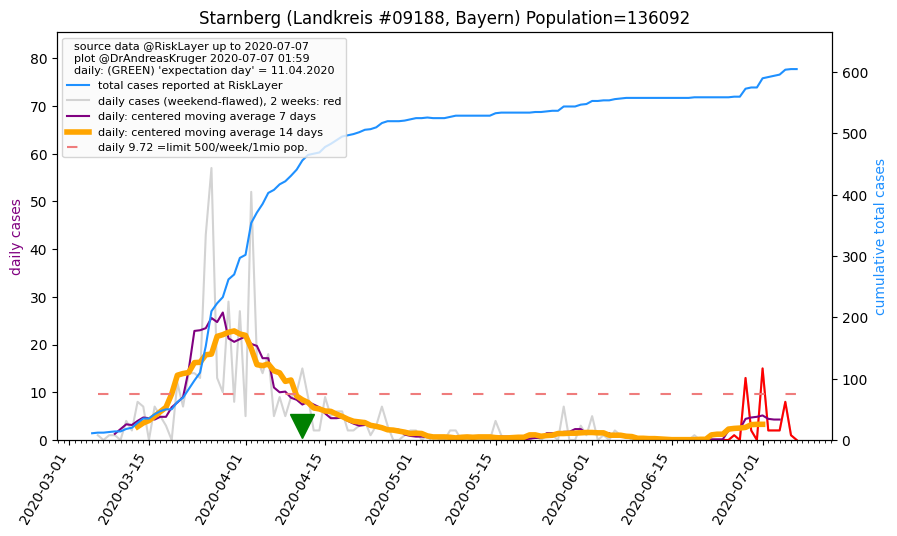 Starnberg (Landkreis #09188, Bayern) Population=136092
source data @RiskLayer up to 2020-07-07
plot @DrAndreasKruger 2020-07-07 01:59
daily: (GREEN) 'expectation day' = 11.04.2020
total cases reported at RiskLayer
daily cases (weekend-flawed), 2 weeks: red
daily: centered moving average 7 days
daily: centered moving average 14 days
daily 9.72 =limit 500/week/1mio pop.
daily cases
80
70
60
50
40
30
20
10
0
cumulative total cases
600
500
400
300
200
100
0
2020-03-01
2020-03-15
2020-04-01
2020-04-15
2020-05-01
2020-05-15
2020-06-01
2020-06-15
2020-07-01